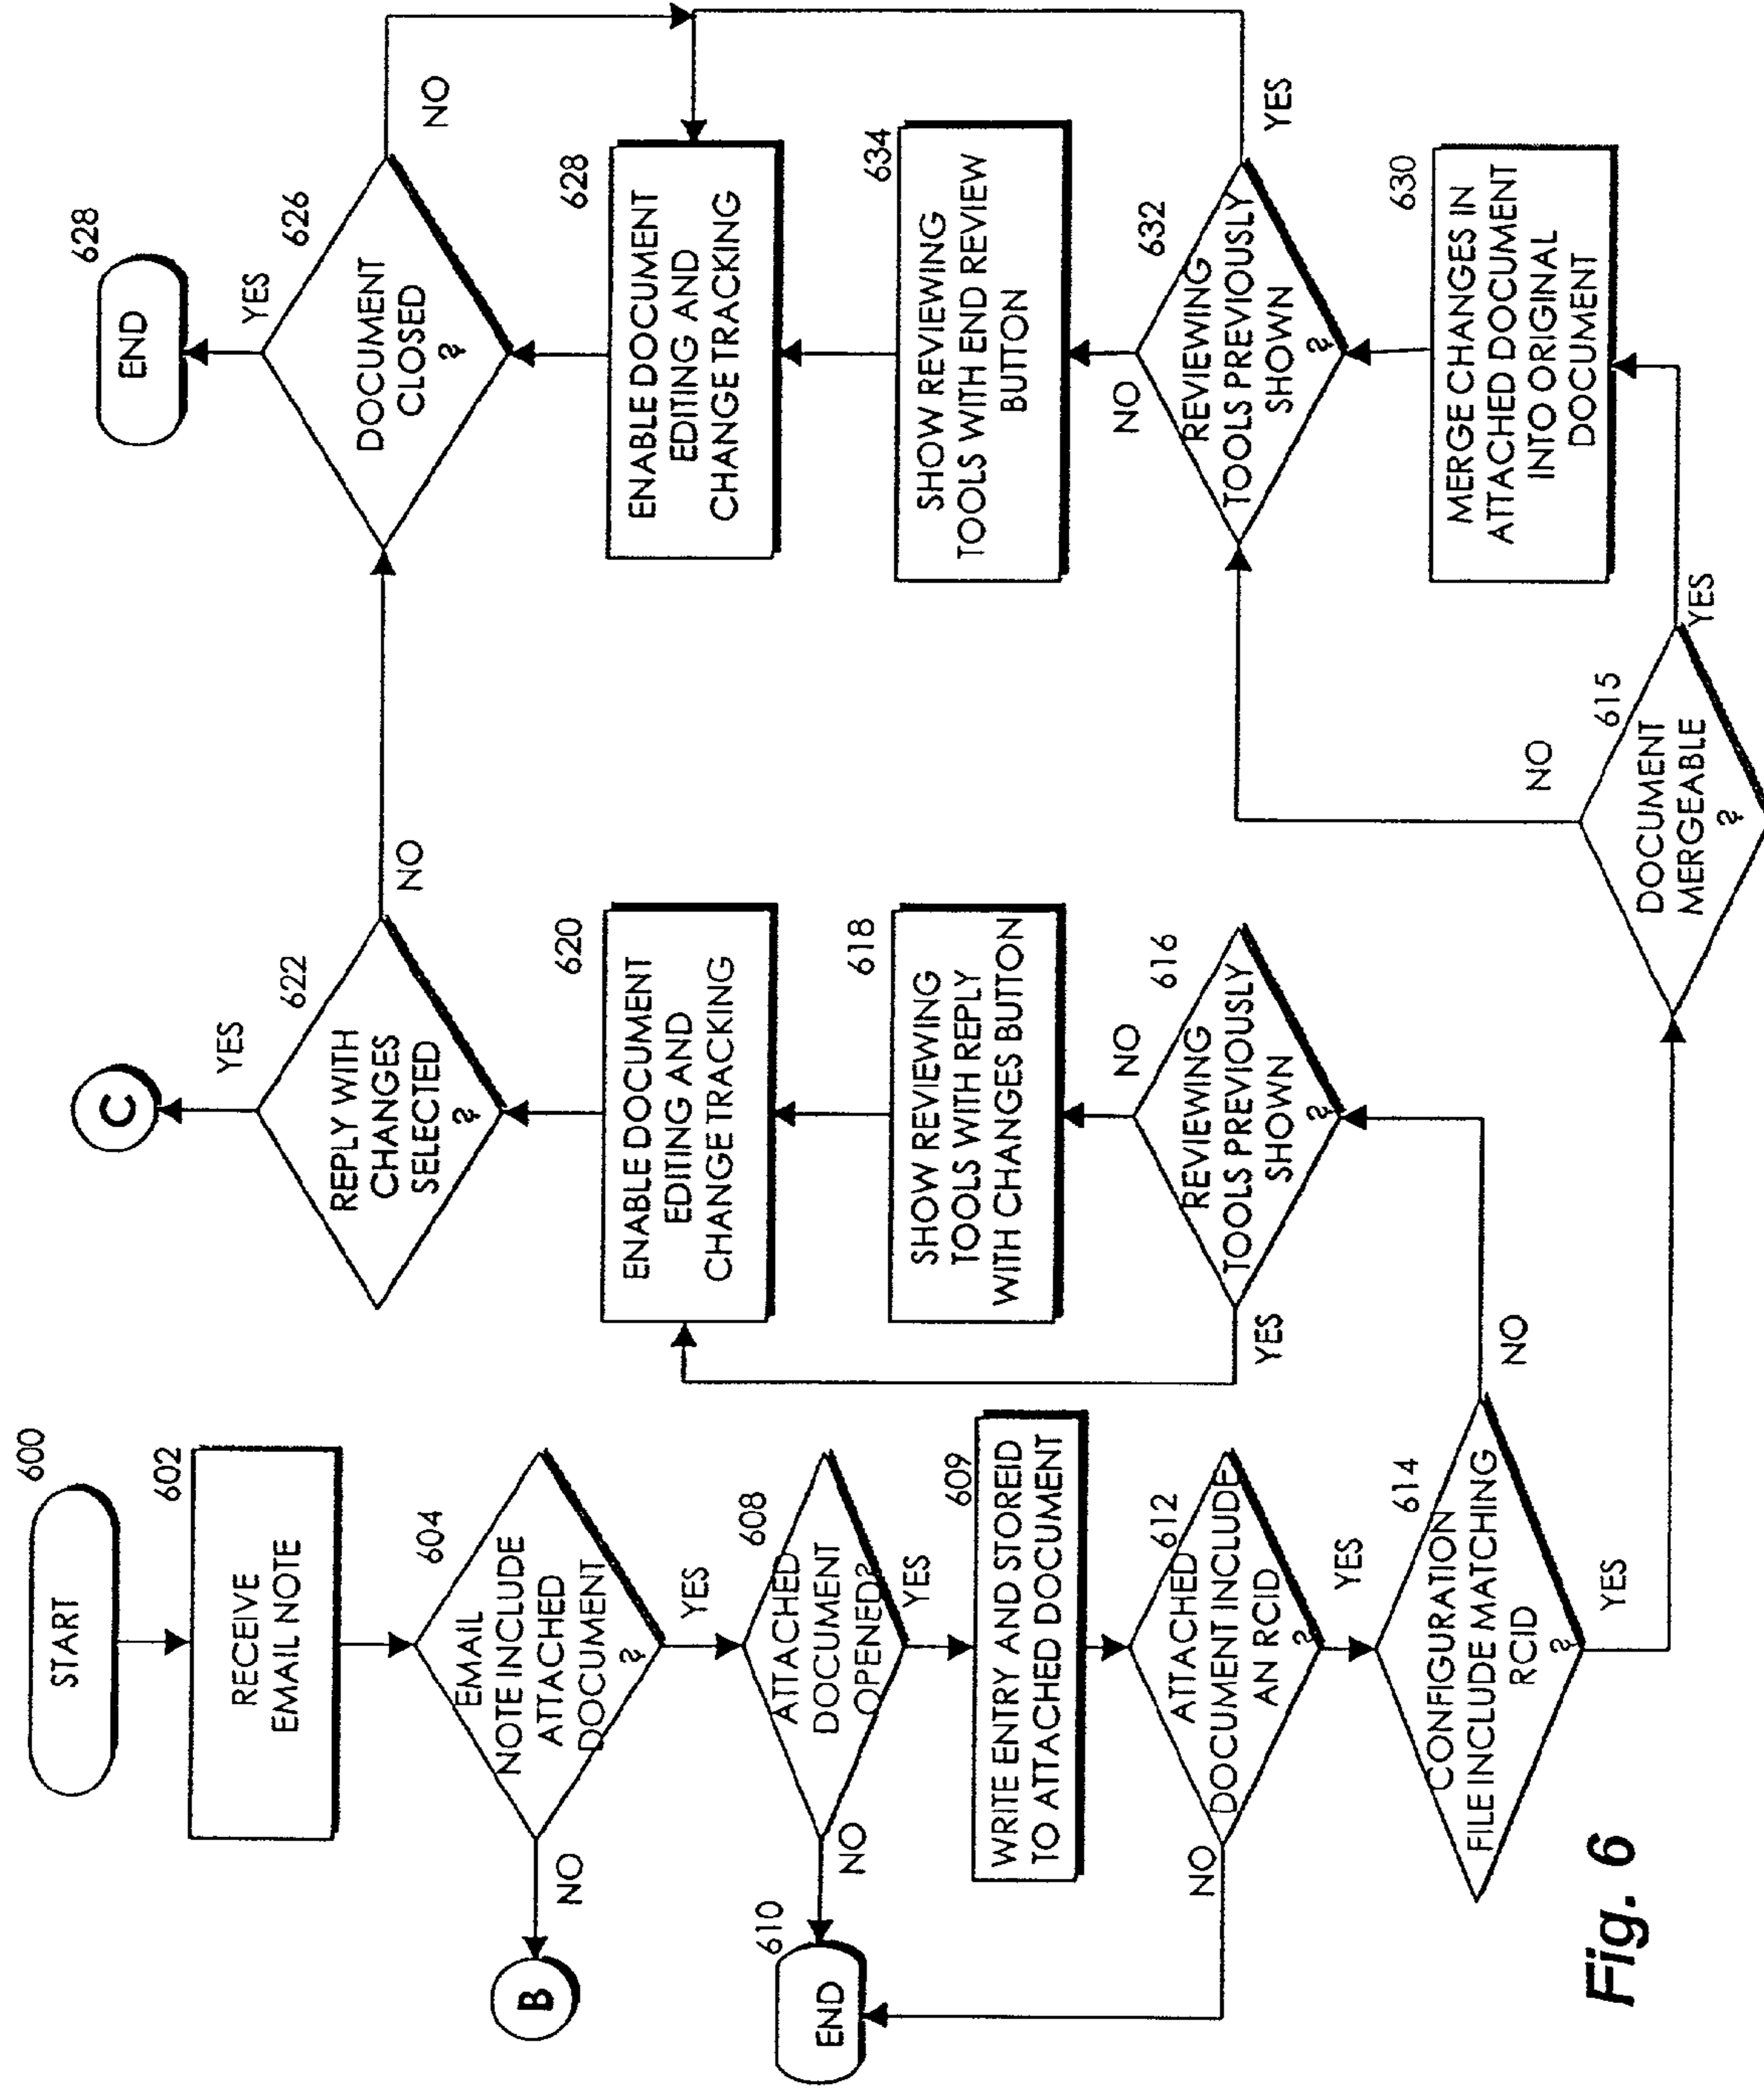 600
START
602
RECEIVE
EMAIL NOTE
604
EMAIL
NOTE INCLUDE
ATTACHED
DOCUMENT
?
NO
B
YES
608
ATTACHED
DOCUMENT
OPENED?
NO
610
END
YES
609
WRITE ENTRY AND STOREID
TO ATTACHED DOCUMENT
612
ATTACHED
DOCUMENT INCLUDE
AN RCID
?
NO
YES
614
CONFIGURATION
FILE INCLUDE MATCHING
RCID
?
NO
YES
C
YES
622
REPLY WITH
CHANGES
SELECTED
?
NO
620
ENABLE DOCUMENT
EDITING AND
CHANGE TRACKING
618
SHOW REVIEWING
TOOLS WITH REPLY
WITH CHANGES BUTTON
NO
616
REVIEWING
TOOLS PREVIOUSLY
SHOWN
?
YES
615
DOCUMENT
MERGEABLE
?
NO
YES
628
END
YES
626
DOCUMENT
CLOSED
?
NO
628
ENABLE DOCUMENT
EDITING AND
CHANGE TRACKING
634
SHOW REVIEWING
TOOLS WITH END REVIEW
BUTTON
NO
632
REVIEWING
TOOLS PREVIOUSLY
SHOWN
?
YES
630
MERGE CHANGES IN
ATTACHED DOCUMENT
INTO ORIGINAL
DOCUMENT
Fig. 6